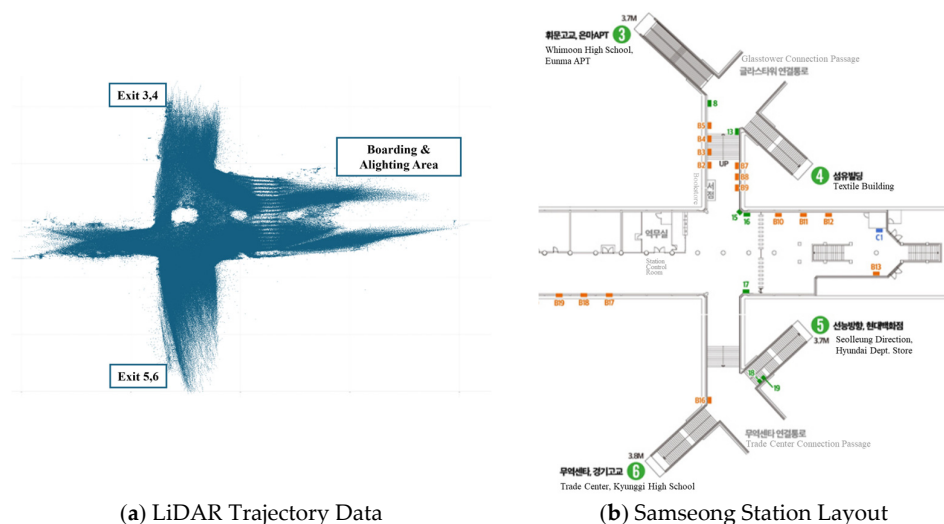 Exit 3,4
Boarding &
Alighting Area
Exit 5,6
(a) LiDAR Trajectory Data
3.7M
휘문고교, 은마APT 3
Whimoon High School,
Eunma APT
Glasstower Connection Passage
글라스타워 연결통로
8
B5
13
B4
B3
UP
B2
B7
B8
B9
4 섬유빌딩
Textile Building
Bookstore
서점
15
16
B10
B11
B12
역무실
C1
Station
Control
Room
B13
17
B19
B18
B17
5 선릉방향, 현대백화점
3.7M
Seolleung Direction,
Hyundai Dept. Store
18
19
B16
무역센타 연결통로
Trade Center Connection Passage
3.8M
무역센타, 경기고교 6
Trade Center, Kyunggi High School
(b) Samseong Station Layout